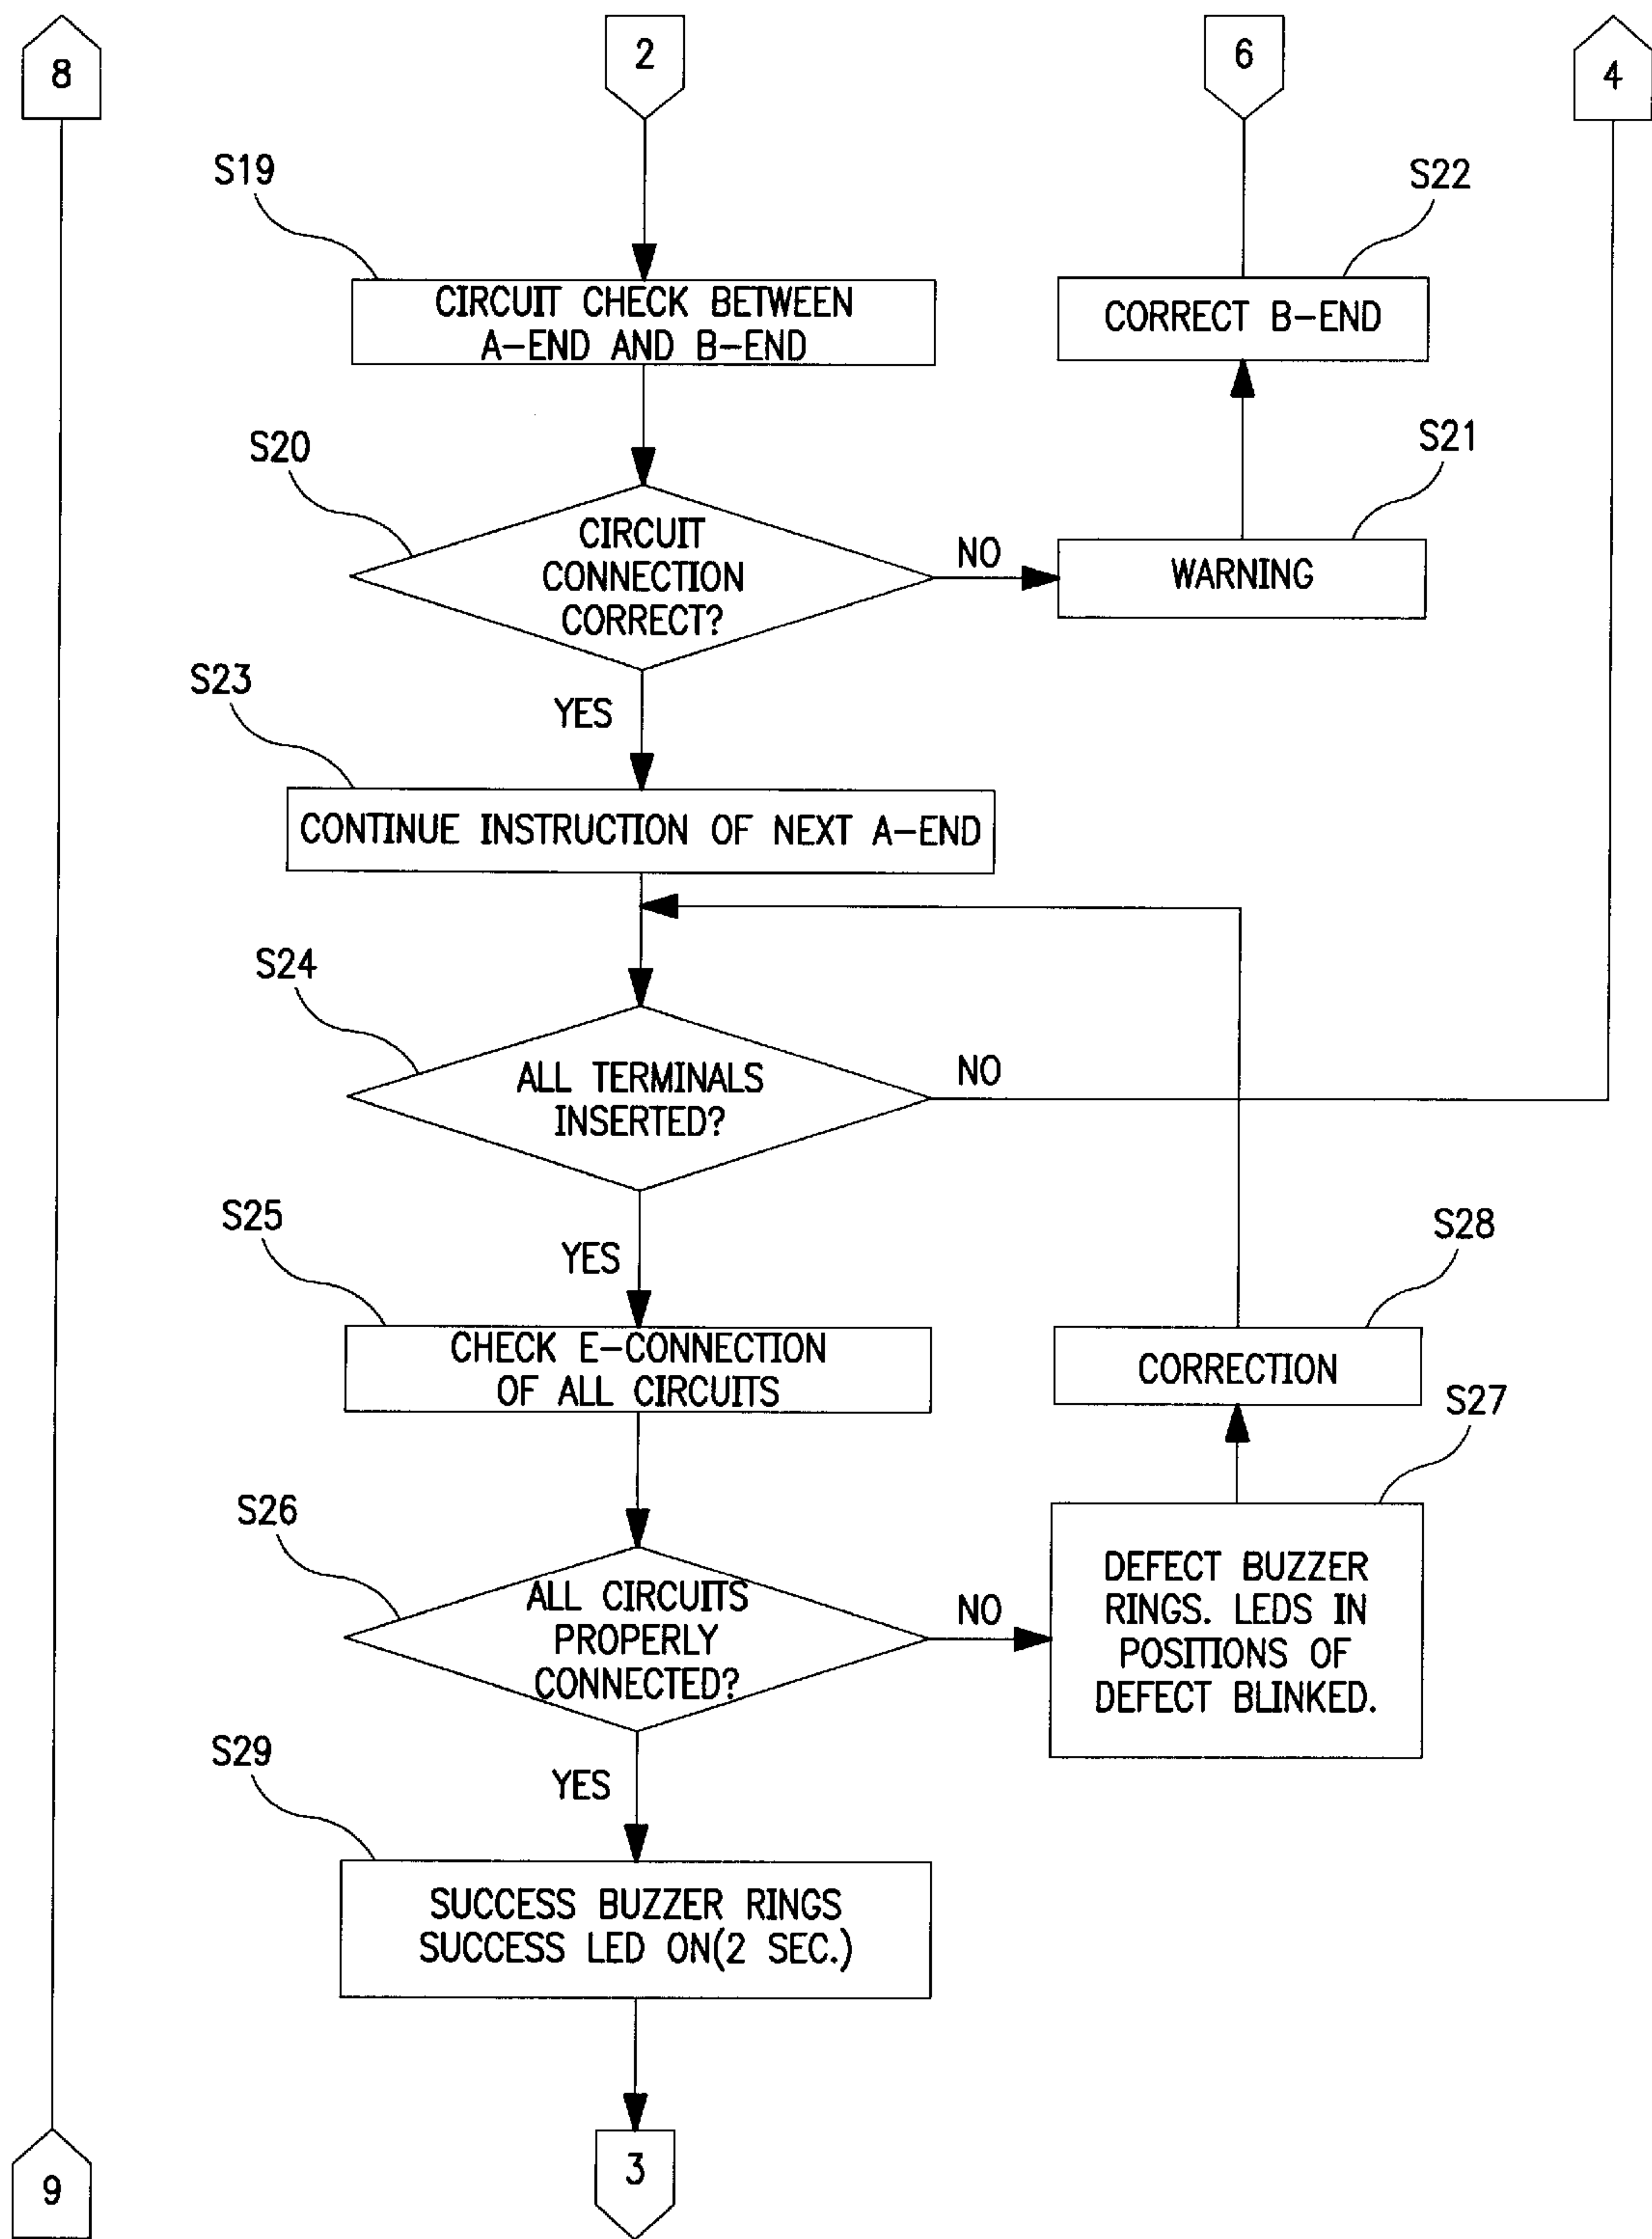 8
2
6
4
S19
S22
CIRCUIT CHECK BETWEEN
A-END AND B-END
CORRECT B-END
S20
S21
CIRCUIT
CONNECTION
CORRECT?
NO
WARNING
S23
YES
CONTINUE INSTRUCTION OF NEXT A-END
S24
ALL TERMINALS
INSERTED?
NO
S25
YES
S28
CHECK E-CONNECTION
OF ALL CIRCUITS
CORRECTION
S27
S26
ALL CIRCUITS
PROPERLY
CONNECTED?
NO
DEFECT BUZZER
RINGS. LEDS IN
POSITIONS OF
DEFECT BLINKED.
S29
YES
SUCCESS BUZZER RINGS
SUCCESS LED ON(2 SEC.)
9
3